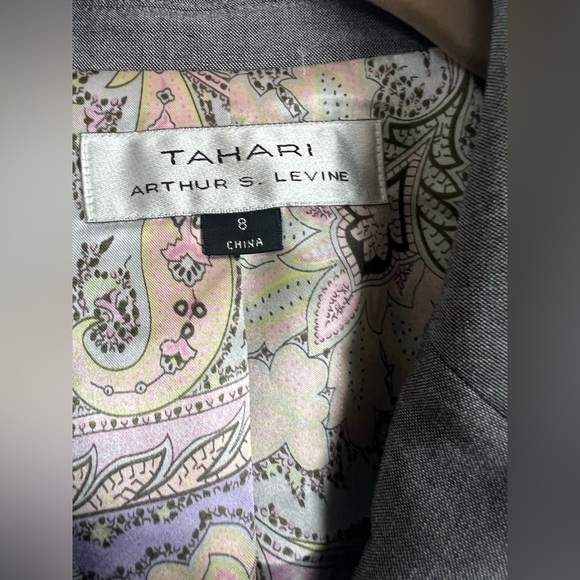 TAHARI
ARTHUR S. LEVINE
8
CHINA